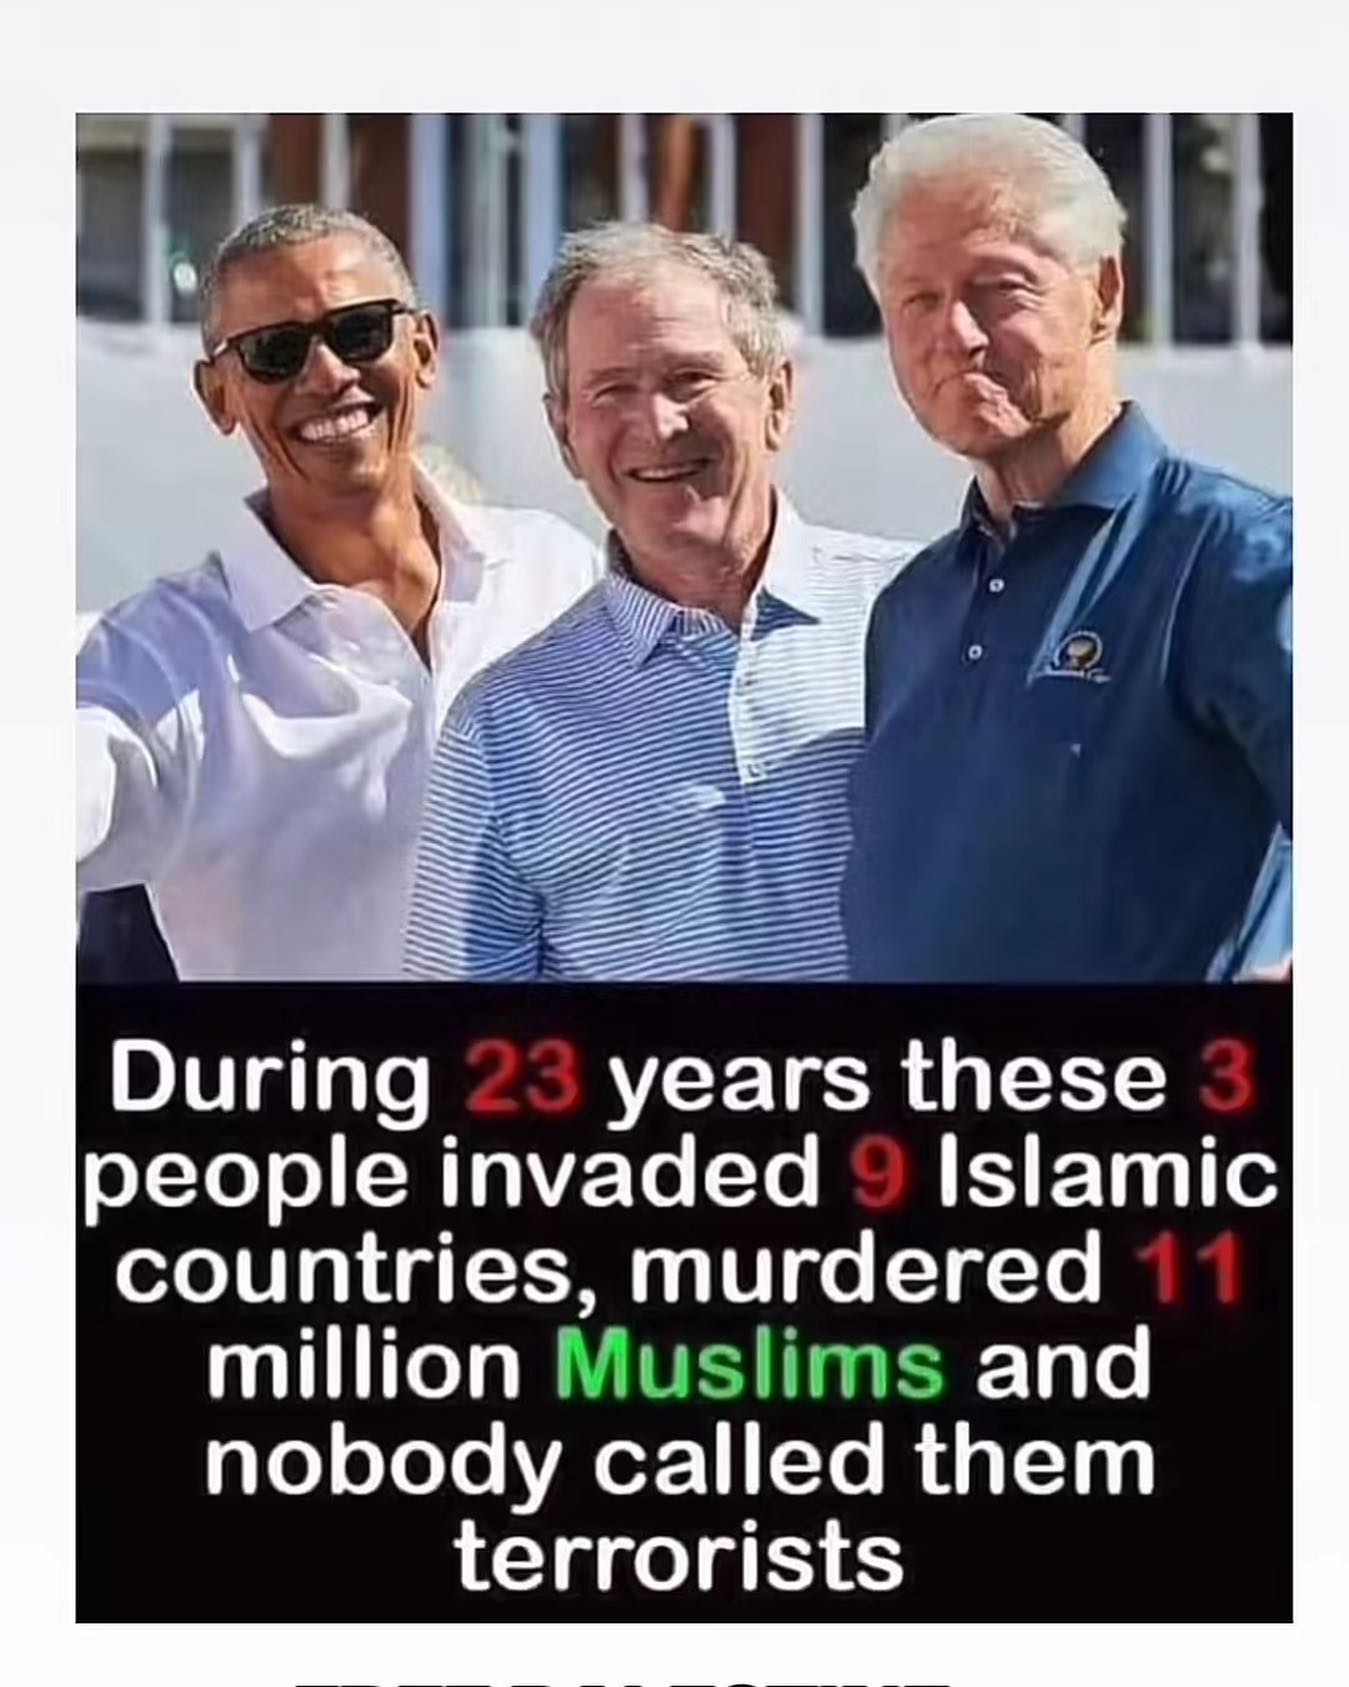 During 23 years these 3
people invaded 9 Islamic
countries, murdered 11
million Muslims and
nobody called them
terrorists